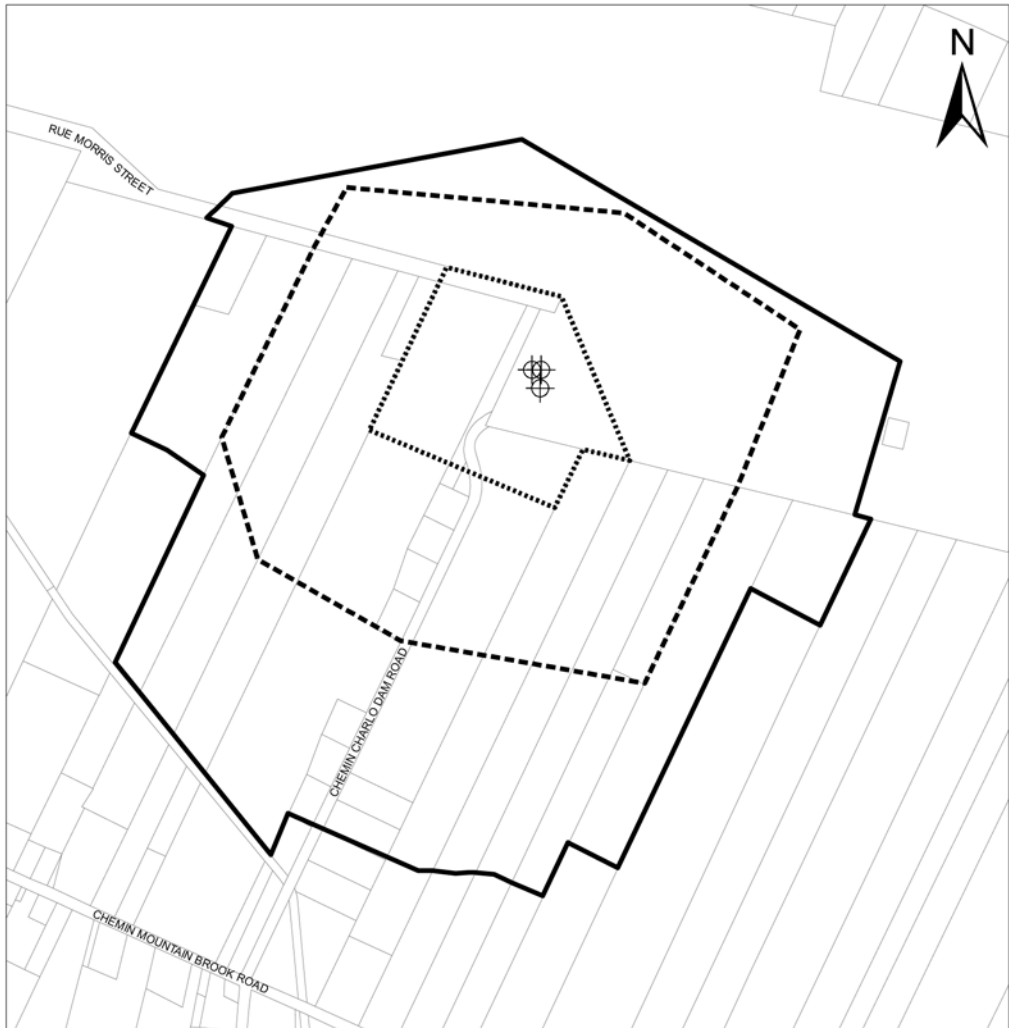 N
RUE MORRIS STREET
CHEMIN CHARLO DAM ROAD
CHEMIN MOUNTAIN BROOK ROAD